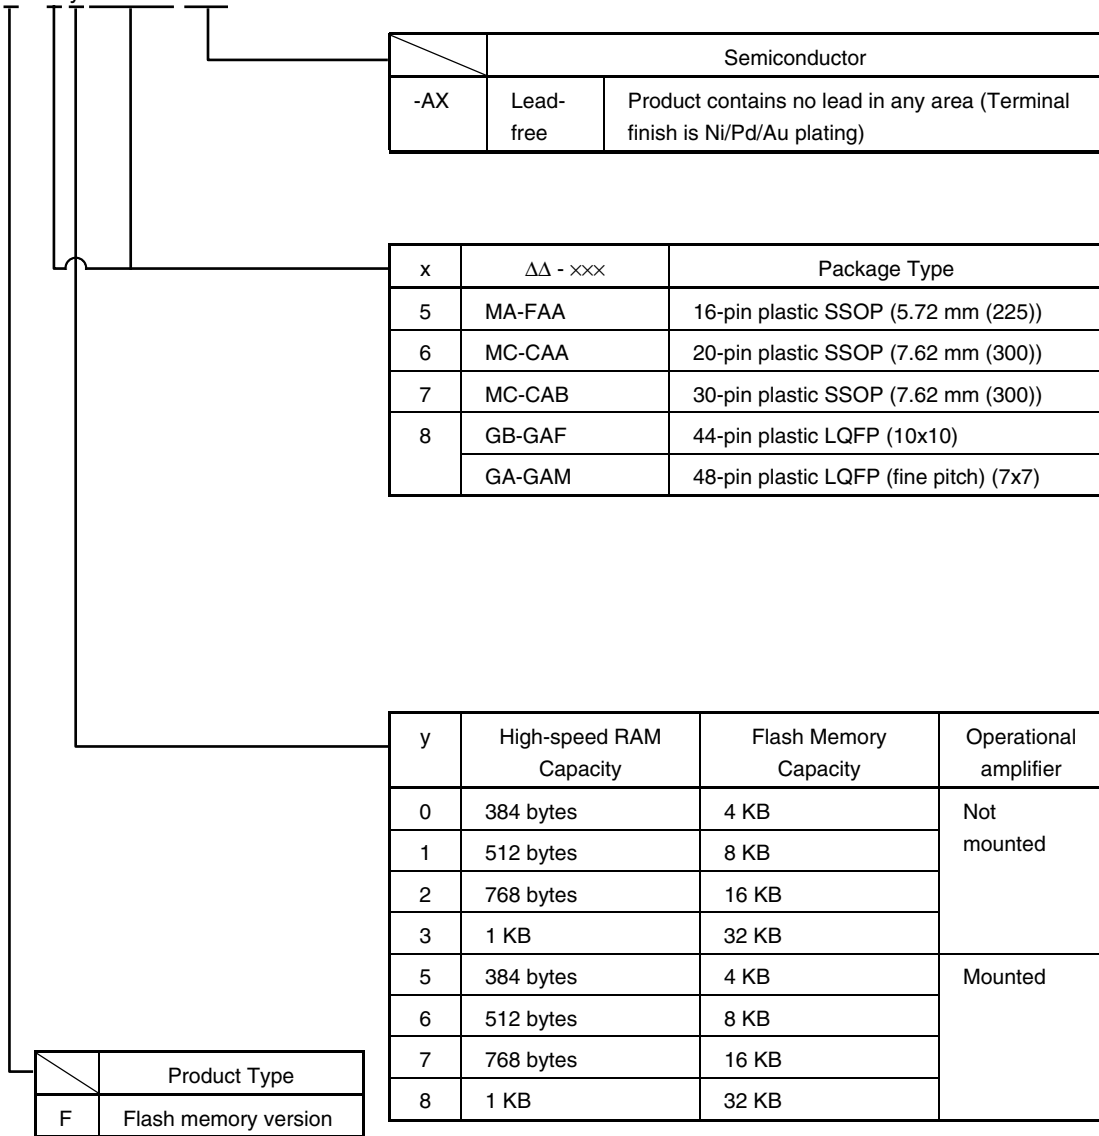 Semiconductor
-AX Lead- Product contains no lead in any area (Terminal
free finish is Ni/Pd/Au plating)
x ΔΔ - ××× Package Type
5 MA-FAA 16-pin plastic SSOP (5.72 mm (225))
6 MC-CAA 20-pin plastic SSOP (7.62 mm (300))
7 MC-CAB 30-pin plastic SSOP (7.62 mm (300))
8 GB-GAF 44-pin plastic LQFP (10x10)
GA-GAM 48-pin plastic LQFP (fine pitch) (7x7)
y High-speed RAM Flash Memory Operational
Capacity Capacity amplifier
0 384 bytes 4 KB Not
1 512 bytes 8 KB mounted
2 768 bytes 16 KB
3 1 KB 32 KB
5 384 bytes 4 KB Mounted
6 512 bytes 8 KB
7 768 bytes 16 KB
8 1 KB 32 KB
Product Type
F Flash memory version